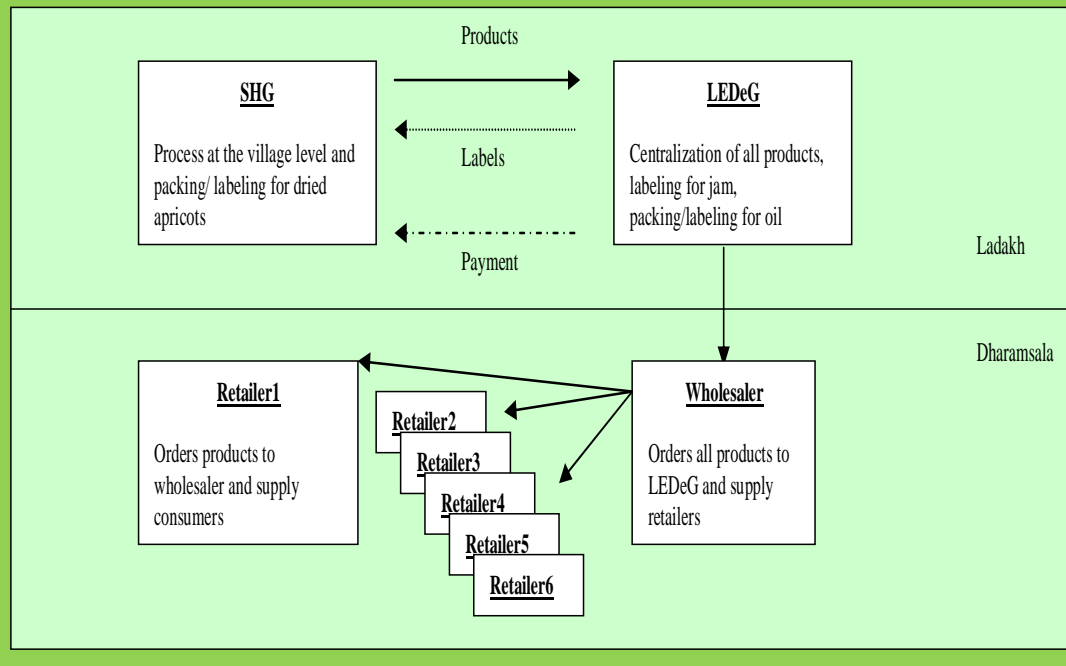 Products
SHG
Process at the village level and
packing/ labeling for dried
apricots
Labels
Payment
LEDeG
Centralization of all products,
labeling for jam,
packing/labeling for oil
Ladakh
Dharamsala
Retailer1
Orders products to
wholesaler and supply
consumers
Retailer2
Retailer3
Retailer4
Retailer5
Retailer6
Wholesaler
Orders all products to
LEDeG and supply
retailers